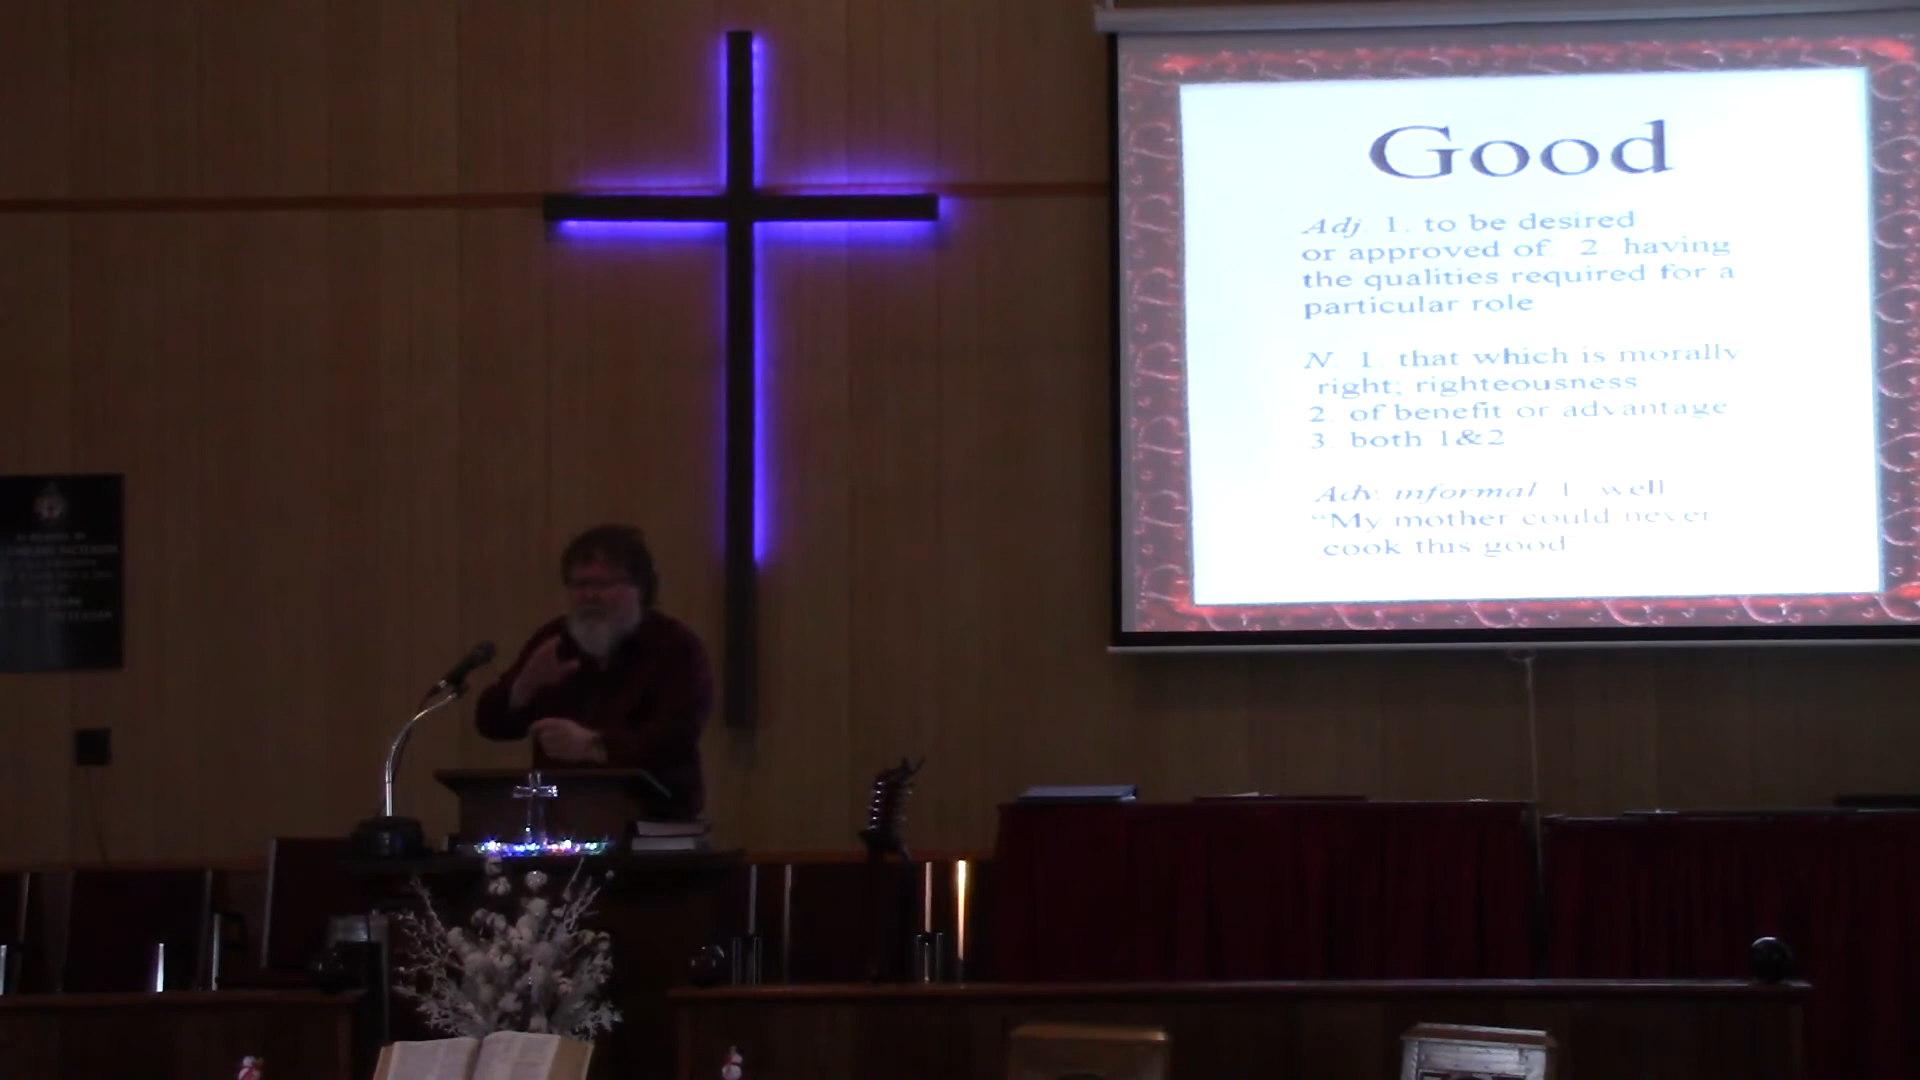 Good
Adj. 1. to be desired
or approved of 2. having
the qualities required for a
particular role
N. 1. that which is morally
right; righteousness
2. of benefit or advantage
3. both 1&2
Adv. informal 1. well
"My mother could never
cook this good"